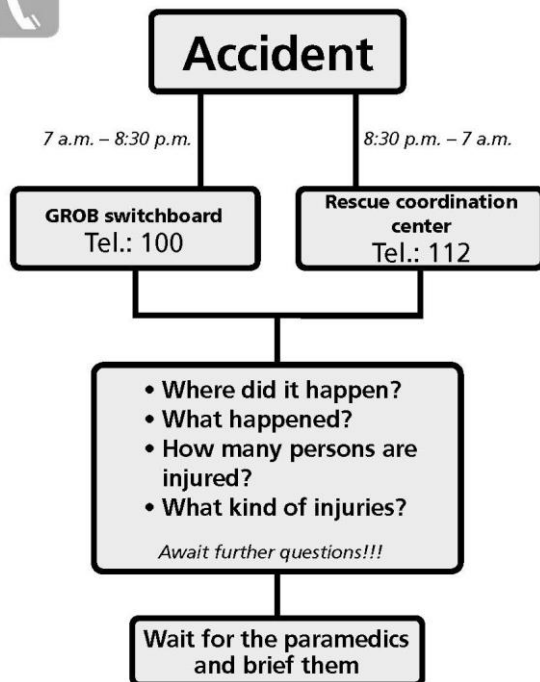 Accident
7 a.m. – 8:30 p.m.
8:30 p.m. – 7 a.m.
GROB switchboard
Tel.: 100
Rescue coordination
center
Tel.: 112
• Where did it happen?
• What happened?
• How many persons are
injured?
• What kind of injuries?
Await further questions!!!
Wait for the paramedics
and brief them